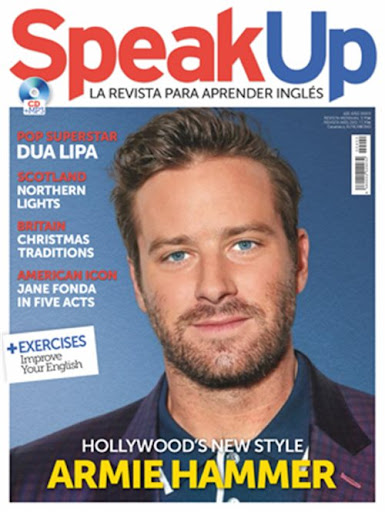 SpeakUp
LA REVISTA PARA APRENDER INGLÉS
CD
+MP3
POP SUPERSTAR
DUA LIPA
SCOTLAND
NORTHERN
LIGHTS
BRITAIN
CHRISTMAS
TRADITIONS
AMERICAN ICON
JANE FONDA
IN FIVE ACTS
+EXERCISES
Improve
Your English
HOLLYWOOD'S NEW STYLE
ARMIE HAMMER